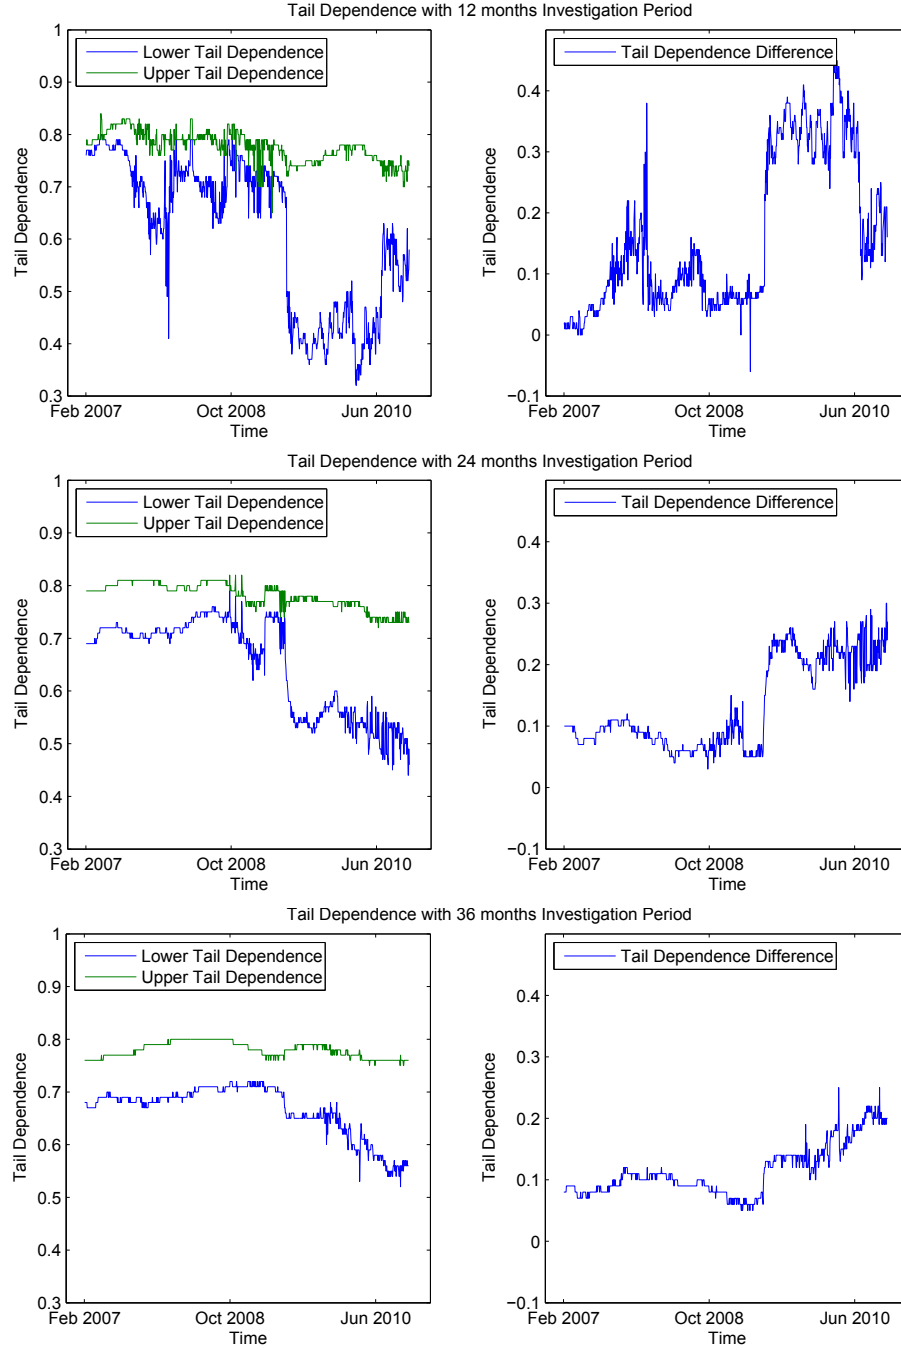 Tail Dependence with 12 months Investigation Period
1
0.9
0.8
0.7
0.6
0.5
0.4
0.3
Tail Dependence
Lower Tail Dependence
Upper Tail Dependence
Feb 2007
Oct 2008
Jun 2010
Time
0.4
0.3
0.2
0.1
0
−0.1
Tail Dependence
Tail Dependence Difference
Feb 2007
Oct 2008
Jun 2010
Time
Tail Dependence with 24 months Investigation Period
1
0.9
0.8
0.7
0.6
0.5
0.4
0.3
Tail Dependence
Lower Tail Dependence
Upper Tail Dependence
Feb 2007
Oct 2008
Jun 2010
Time
0.4
0.3
0.2
0.1
0
−0.1
Tail Dependence
Tail Dependence Difference
Feb 2007
Oct 2008
Jun 2010
Time
Tail Dependence with 36 months Investigation Period
1
0.9
0.8
0.7
0.6
0.5
0.4
0.3
Tail Dependence
Lower Tail Dependence
Upper Tail Dependence
Feb 2007
Oct 2008
Jun 2010
Time
0.4
0.3
0.2
0.1
0
−0.1
Tail Dependence
Tail Dependence Difference
Feb 2007
Oct 2008
Jun 2010
Time